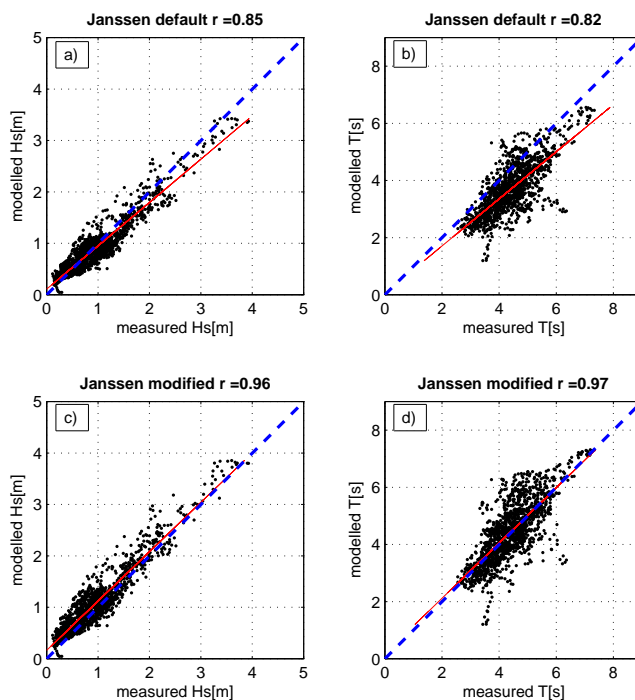 Janssen default r =0.85
a)
5
4
3
2
1
0
0 1 2 3 4 5
modelled Hs[m]
measured Hs[m]
Janssen default r =0.82
b)
8
6
4
2
0
0 2 4 6 8
modelled T[s]
measured T[s]
Janssen modified r =0.96
c)
5
4
3
2
1
0
0 1 2 3 4 5
modelled Hs[m]
measured Hs[m]
Janssen modified r =0.97
d)
8
6
4
2
0
0 2 4 6 8
modelled T[s]
measured T[s]